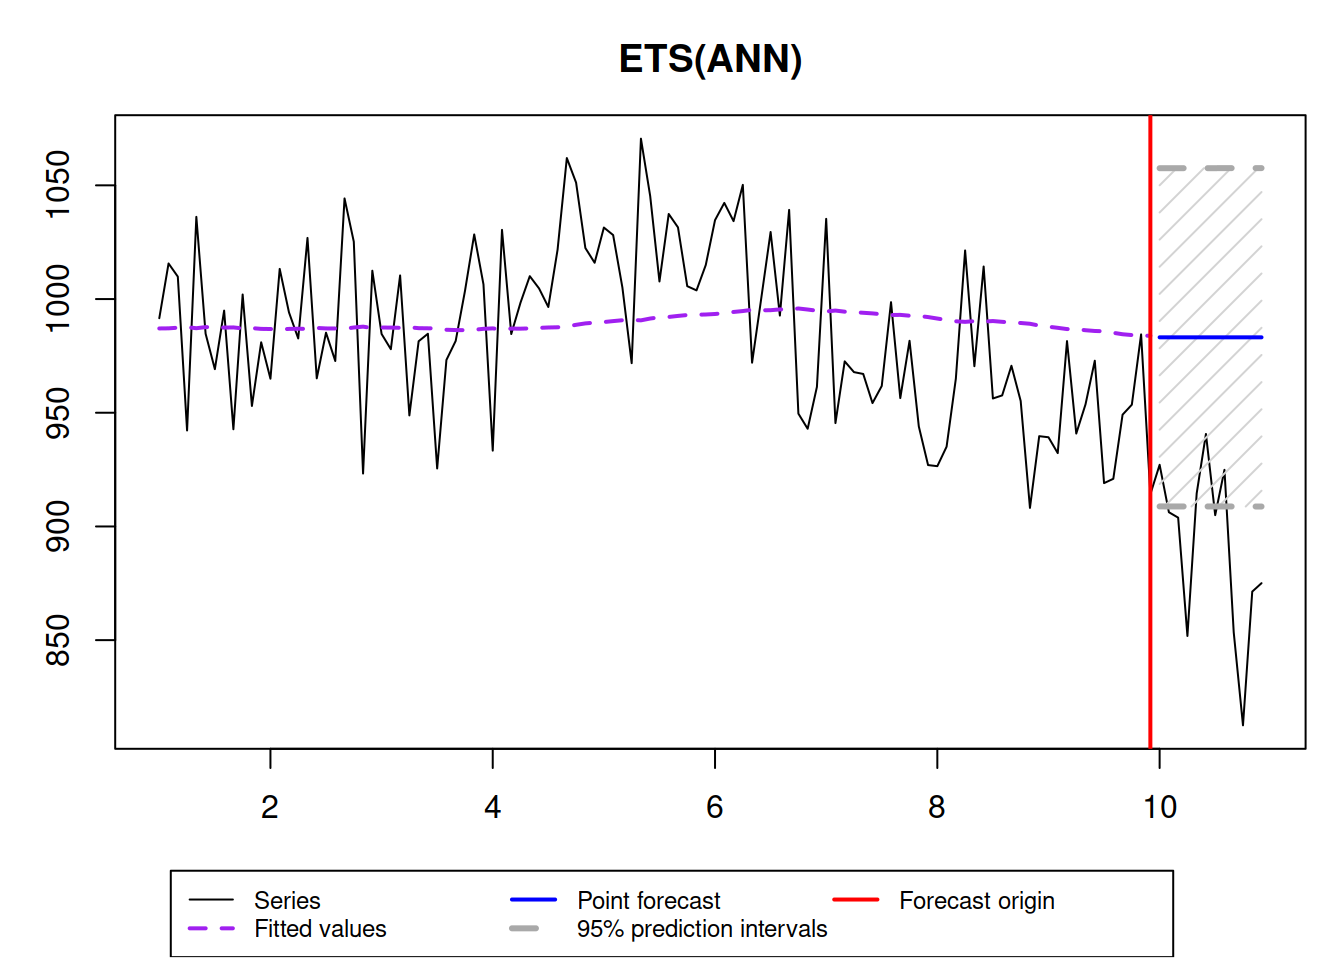 ETS(ANN)
1050
1000
950
900
850
2 4 6 8 10
Series Point forecast Forecast origin
Fitted values 95% prediction intervals